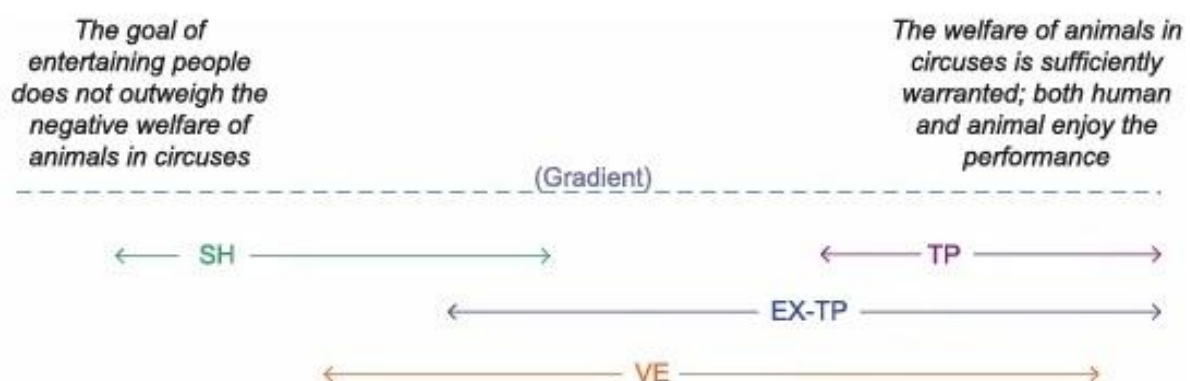 The goal of
entertaining people
does not outweigh the
negative welfare of
animals in circuses
The welfare of animals in
circuses is sufficiently
warranted; both human
and animal enjoy the
performance
(Gradient)
SH
TP
EX-TP
VE